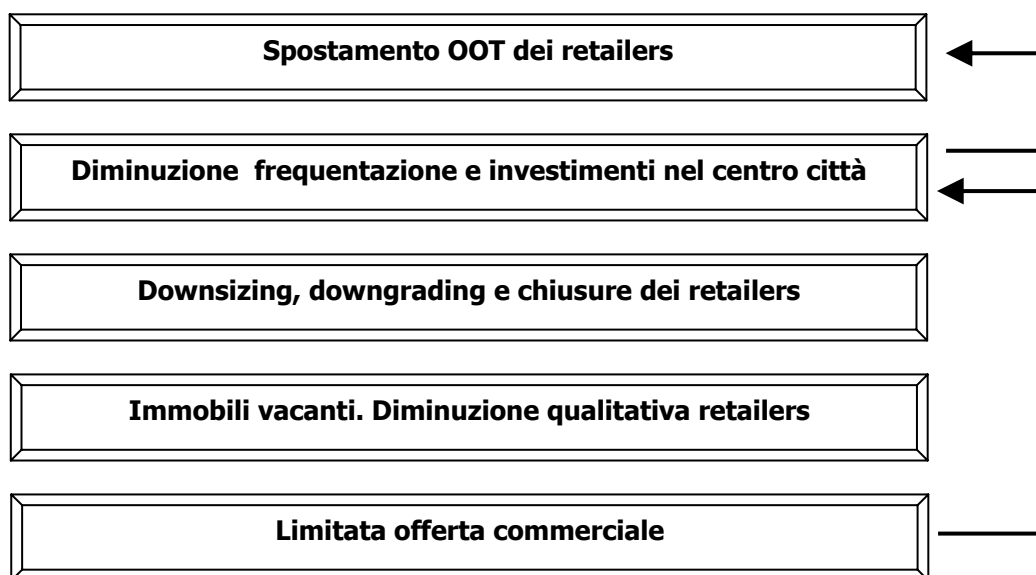 Spostamento OOT dei retailers
Diminuzione  frequentazione e investimenti nel centro città
Downsizing, downgrading e chiusure dei retailers
Immobili vacanti. Diminuzione qualitativa retailers
Limitata offerta commerciale